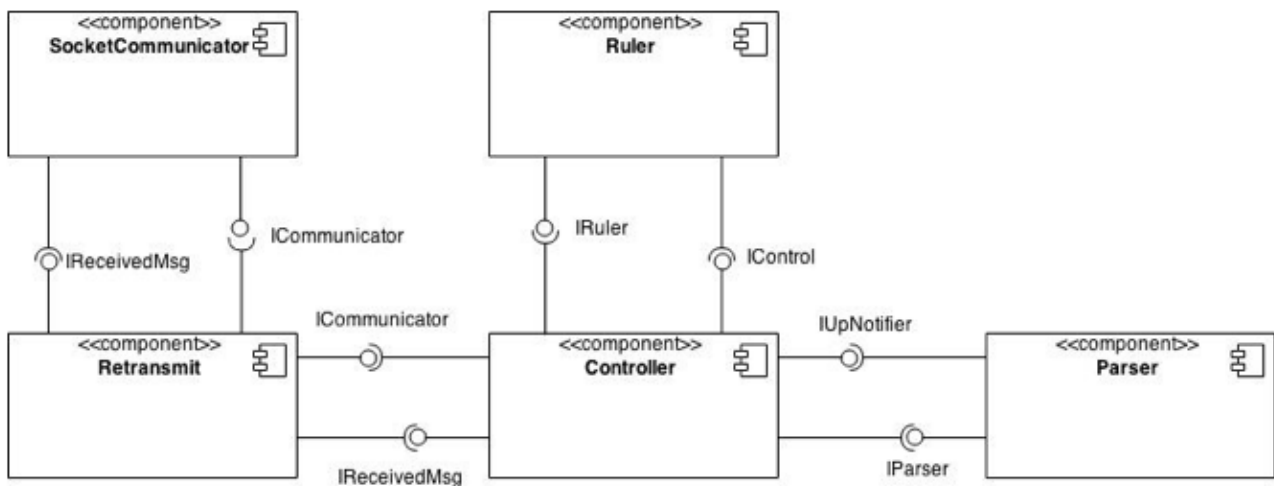 <<component>>
SocketCommunicator
<<component>>
Ruler
IReceivedMsg
ICommunicator
IRuler
IControl
ICommunicator
IUpNotifier
<<component>>
Retransmit
<<component>>
Controller
<<component>>
Parser
IReceivedMsg
IParser